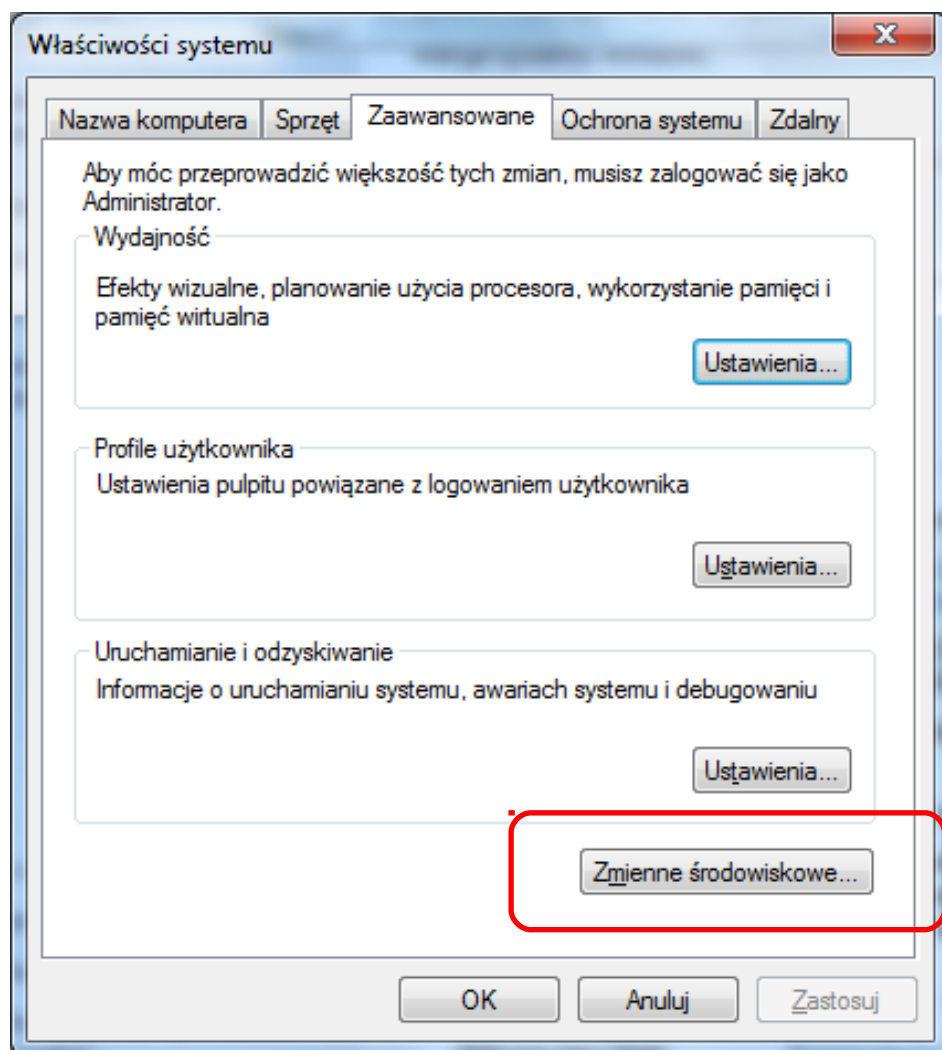 Właściwości systemu
Nazwa komputera Sprzęt Zaawansowane Ochrona systemu Zdalny
Aby móc przeprowadzić większość tych zmian, musisz zalogować się jako
Administrator.
Wydajność
Efekty wizualne, planowanie użycia procesora, wykorzystanie pamięci i
pamięć wirtualna
Ustawienia...
Profile użytkownika
Ustawienia pulpitu powiązane z logowaniem użytkownika
Ustawienia...
Uruchamianie i odzyskiwanie
Informacje o uruchamianiu systemu, awariach systemu i debugowaniu
Ustawienia...
Zmienne środowiskowe...
OK Anuluj Zastosuj